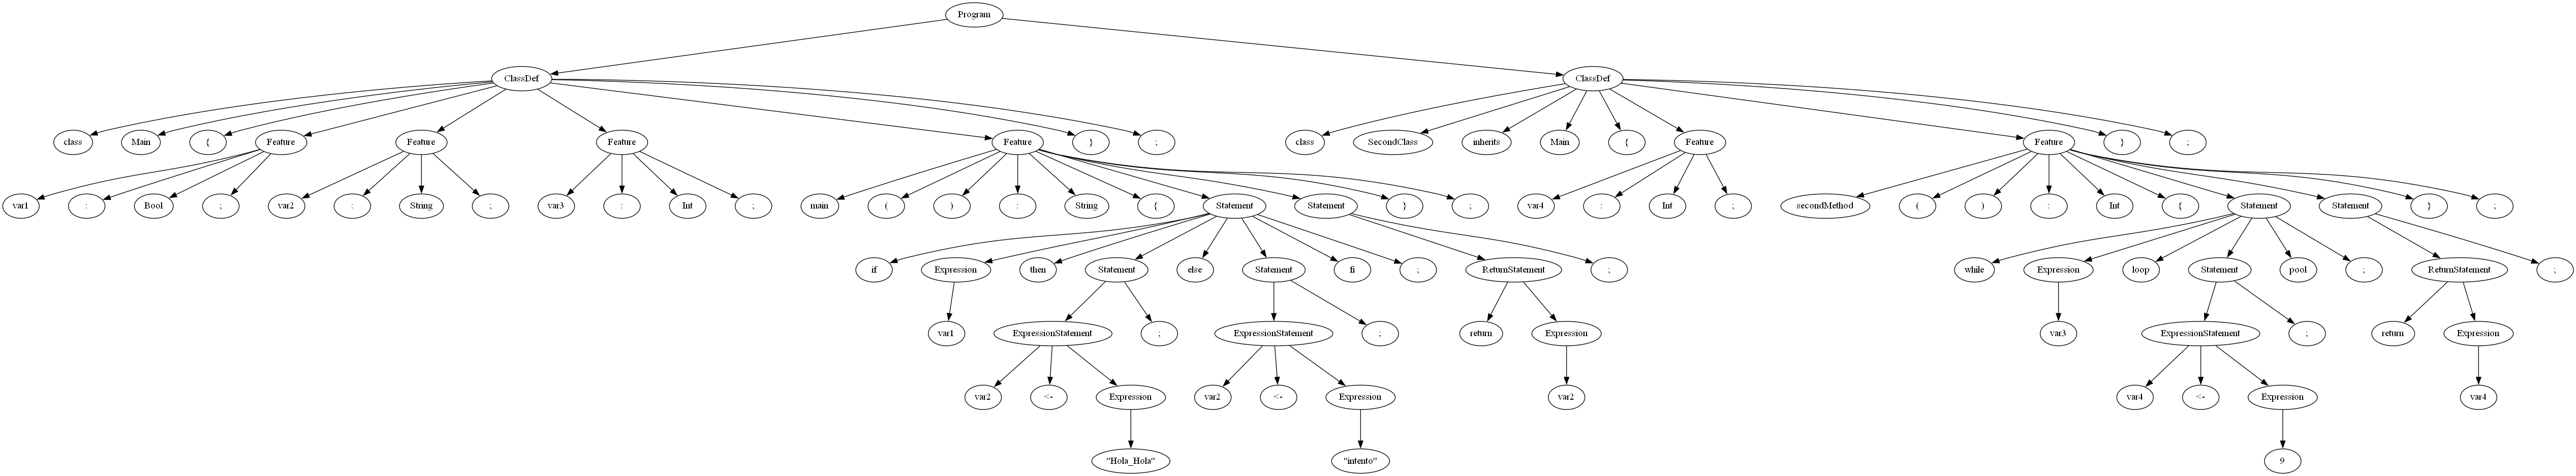 Program
ClassDef ClassDef
class Main { Feature Feature Feature Feature } ; class SecondClass inherits Main { Feature Feature } ;
var1 : Bool ; var2 : String ; var3 : Int ; main ( ) : String { Statement Statement } ; var4 : Int ; secondMethod ( ) : Int { Statement Statement } ;
if Expression then Statement else Statement fi ; ReturnStatement ; while Expression loop Statement pool ; ReturnStatement ;
var1 ExpressionStatement ; ExpressionStatement ; return Expression var3 ExpressionStatement ; return Expression
var2 <- Expression var2 <- Expression var2 var4 <- Expression var4
"Hola_Hola" "intento" 9